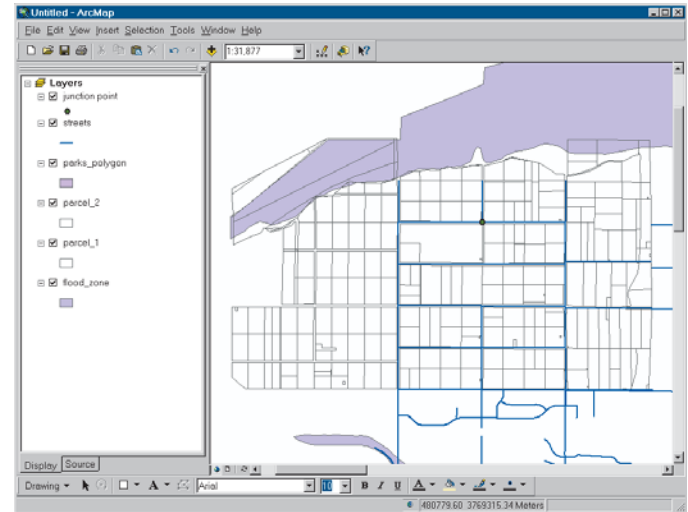 Untitled - ArcMap
File Edit View Insert Selection Tools Window Help
1:31,877
Layers
junction point
streets
parks_polygon
parcel_2
parcel_1
flood_zone
Display Source
Drawing A Arial 10 B I U A
480779.60 3769315.34 Meters